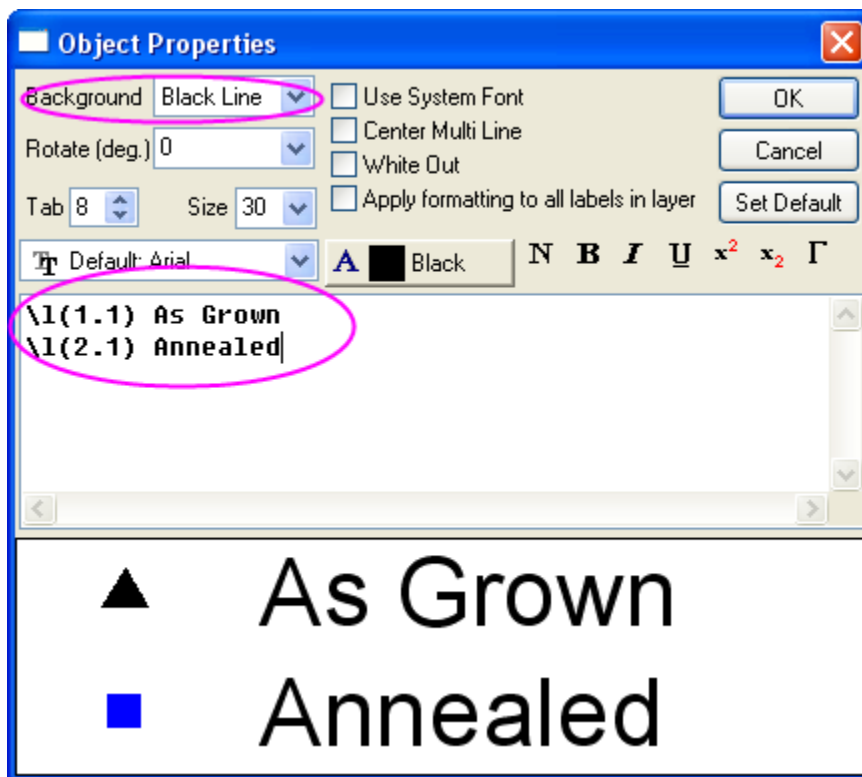 Object Properties
Background Black Line Use System Font OK
Center Multi Line
Rotate (deg.) 0 White Out Cancel
Tab 8 Size 30 Apply formatting to all labels in layer Set Default
Default: Arial A Black N B I U x² x₂ Γ
\l(1.1) As Grown
\l(2.1) Annealed
As Grown
Annealed